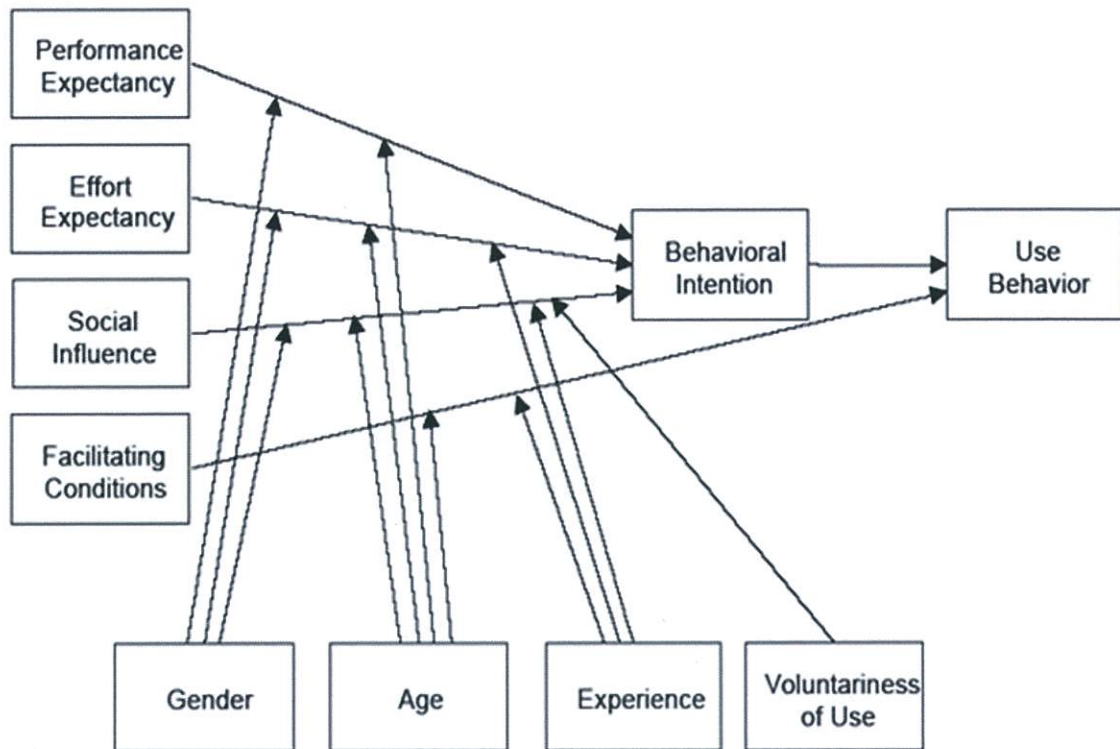 Performance
Expectancy
Effort
Expectancy
Social
Influence
Facilitating
Conditions
Behavioral
Intention
Use
Behavior
Gender
Age
Experience
Voluntariness
of Use